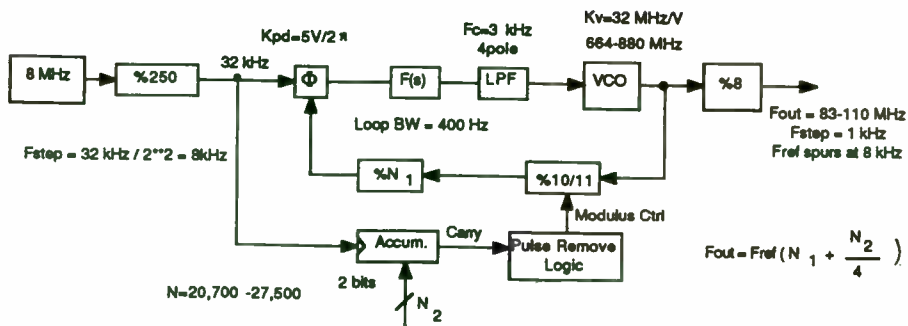 Kpd=5V/2 π
Fc=3 kHz
4pole
Kv=32 MHz/V
664-880 MHz
8 MHz
%250
32 kHz
Φ
F(s)
LPF
VCO
%8
Loop BW = 400 Hz
Fout = 83-110 MHz
Fstep = 1 kHz
Fref spurs at 8 kHz
Fstep = 32 kHz / 2**2 = 8kHz
%N 1
%10/11
Modulus Ctrl
Accum.
Carry
Pulse Remove
Logic
2 bits
N 2
N=20,700 -27,500
Fout = Fref ( N 1 + N 2 / 4 )